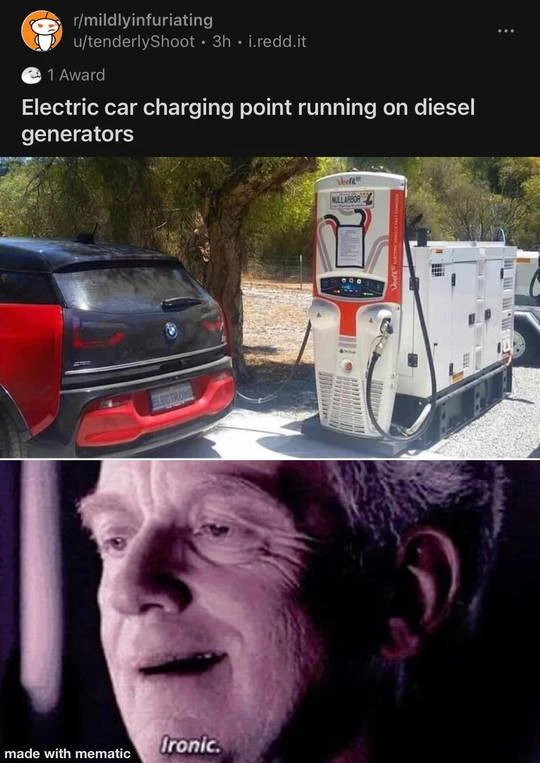 r/mildlyinfuriating
u/tenderlyShoot • 3h • i.redd.it
1 Award
Electric car charging point running on diesel
generators
NULLARBOR
Ironic.
made with mematic